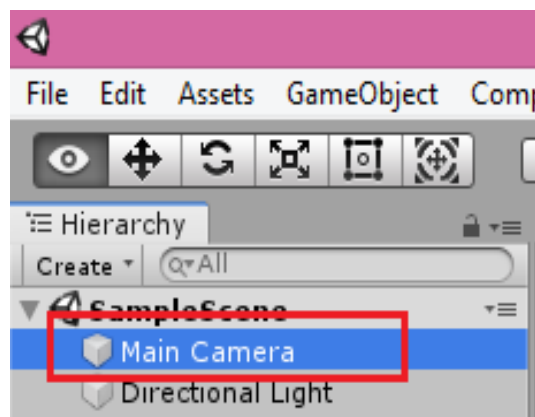 File Edit Assets GameObject Comp
Hierarchy
Create All
SampleScene
Main Camera
Directional Light